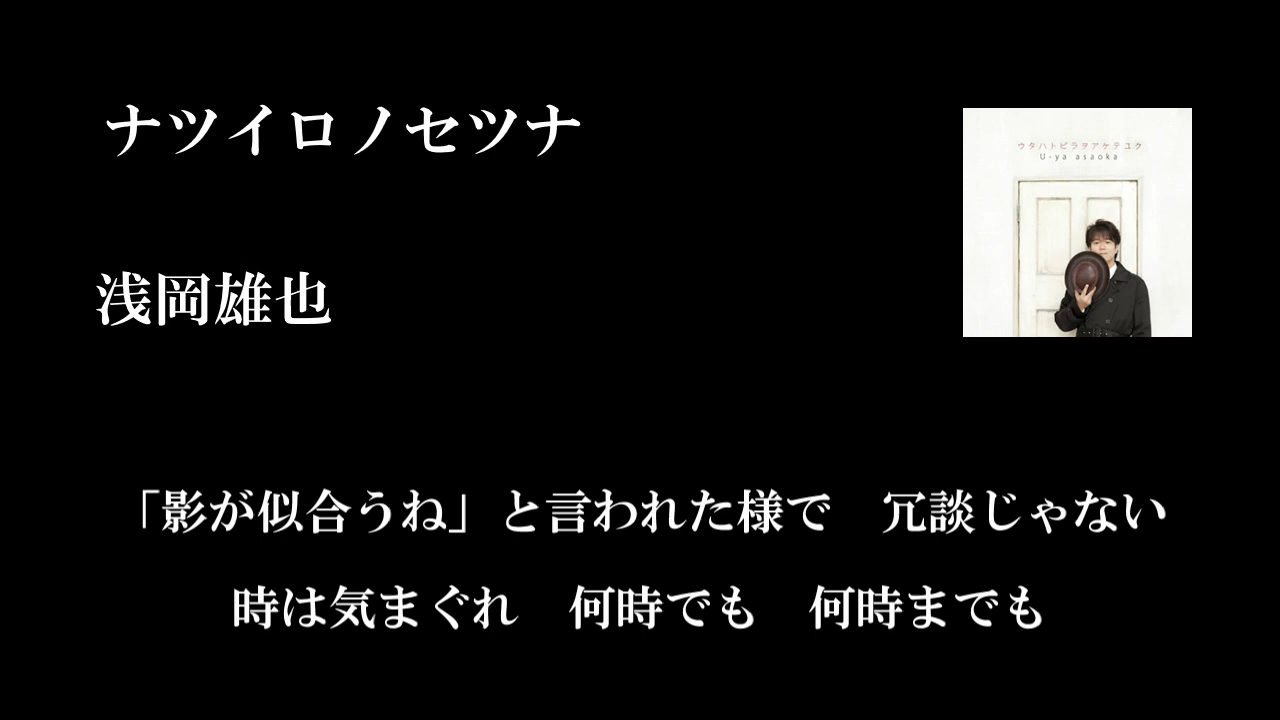 ナツイロノセツナ
ウタハトビラヲアケテユク
U-ya asaoka
浅岡雄也
「影が似合うね」と言われた様で　冗談じゃない
時は気まぐれ　何時でも　何時までも